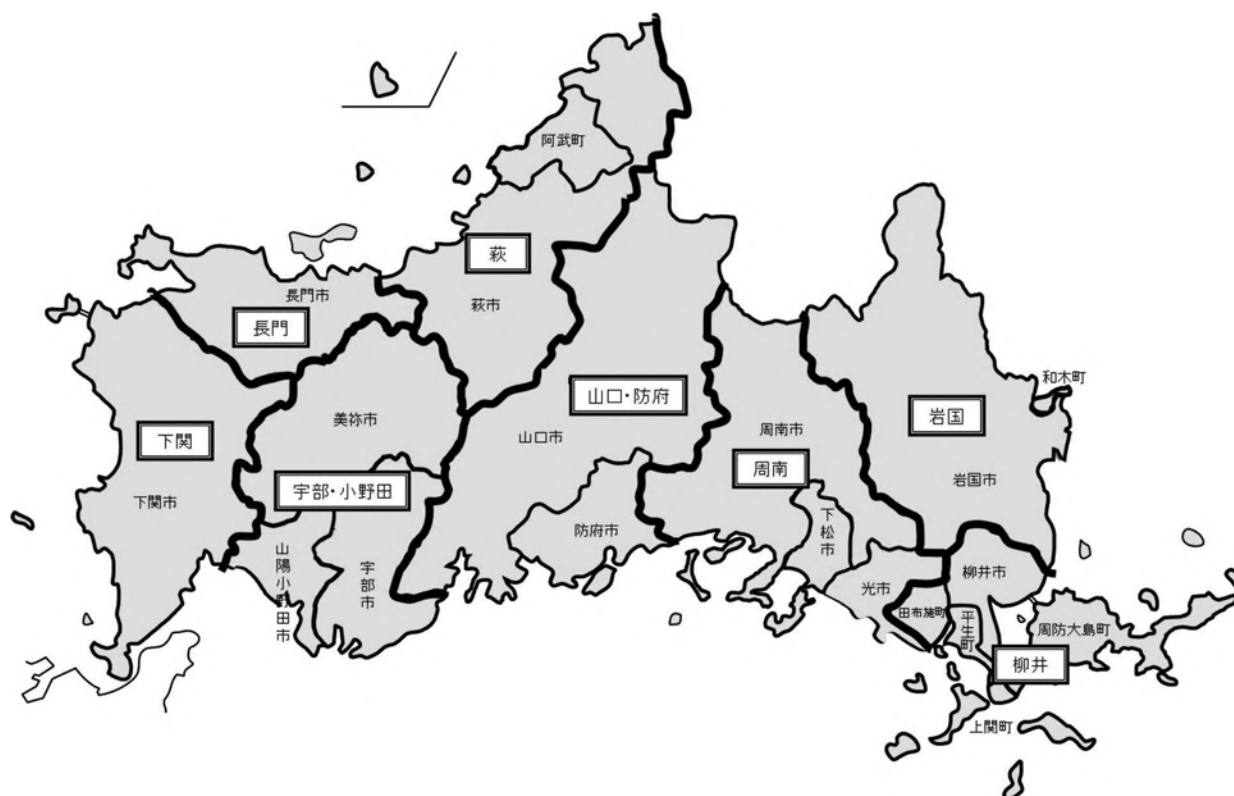 阿武町
萩
長門市
萩市
長門
和木町
山口・防府
岩国
美祢市
山口市
周南市
下関
周南
岩国市
宇部・小野田
下関市
防府市
下松市
山陽小野田市
宇部市
光市
柳井市
田布施町
平生町
周防大島町
柳井
上関町